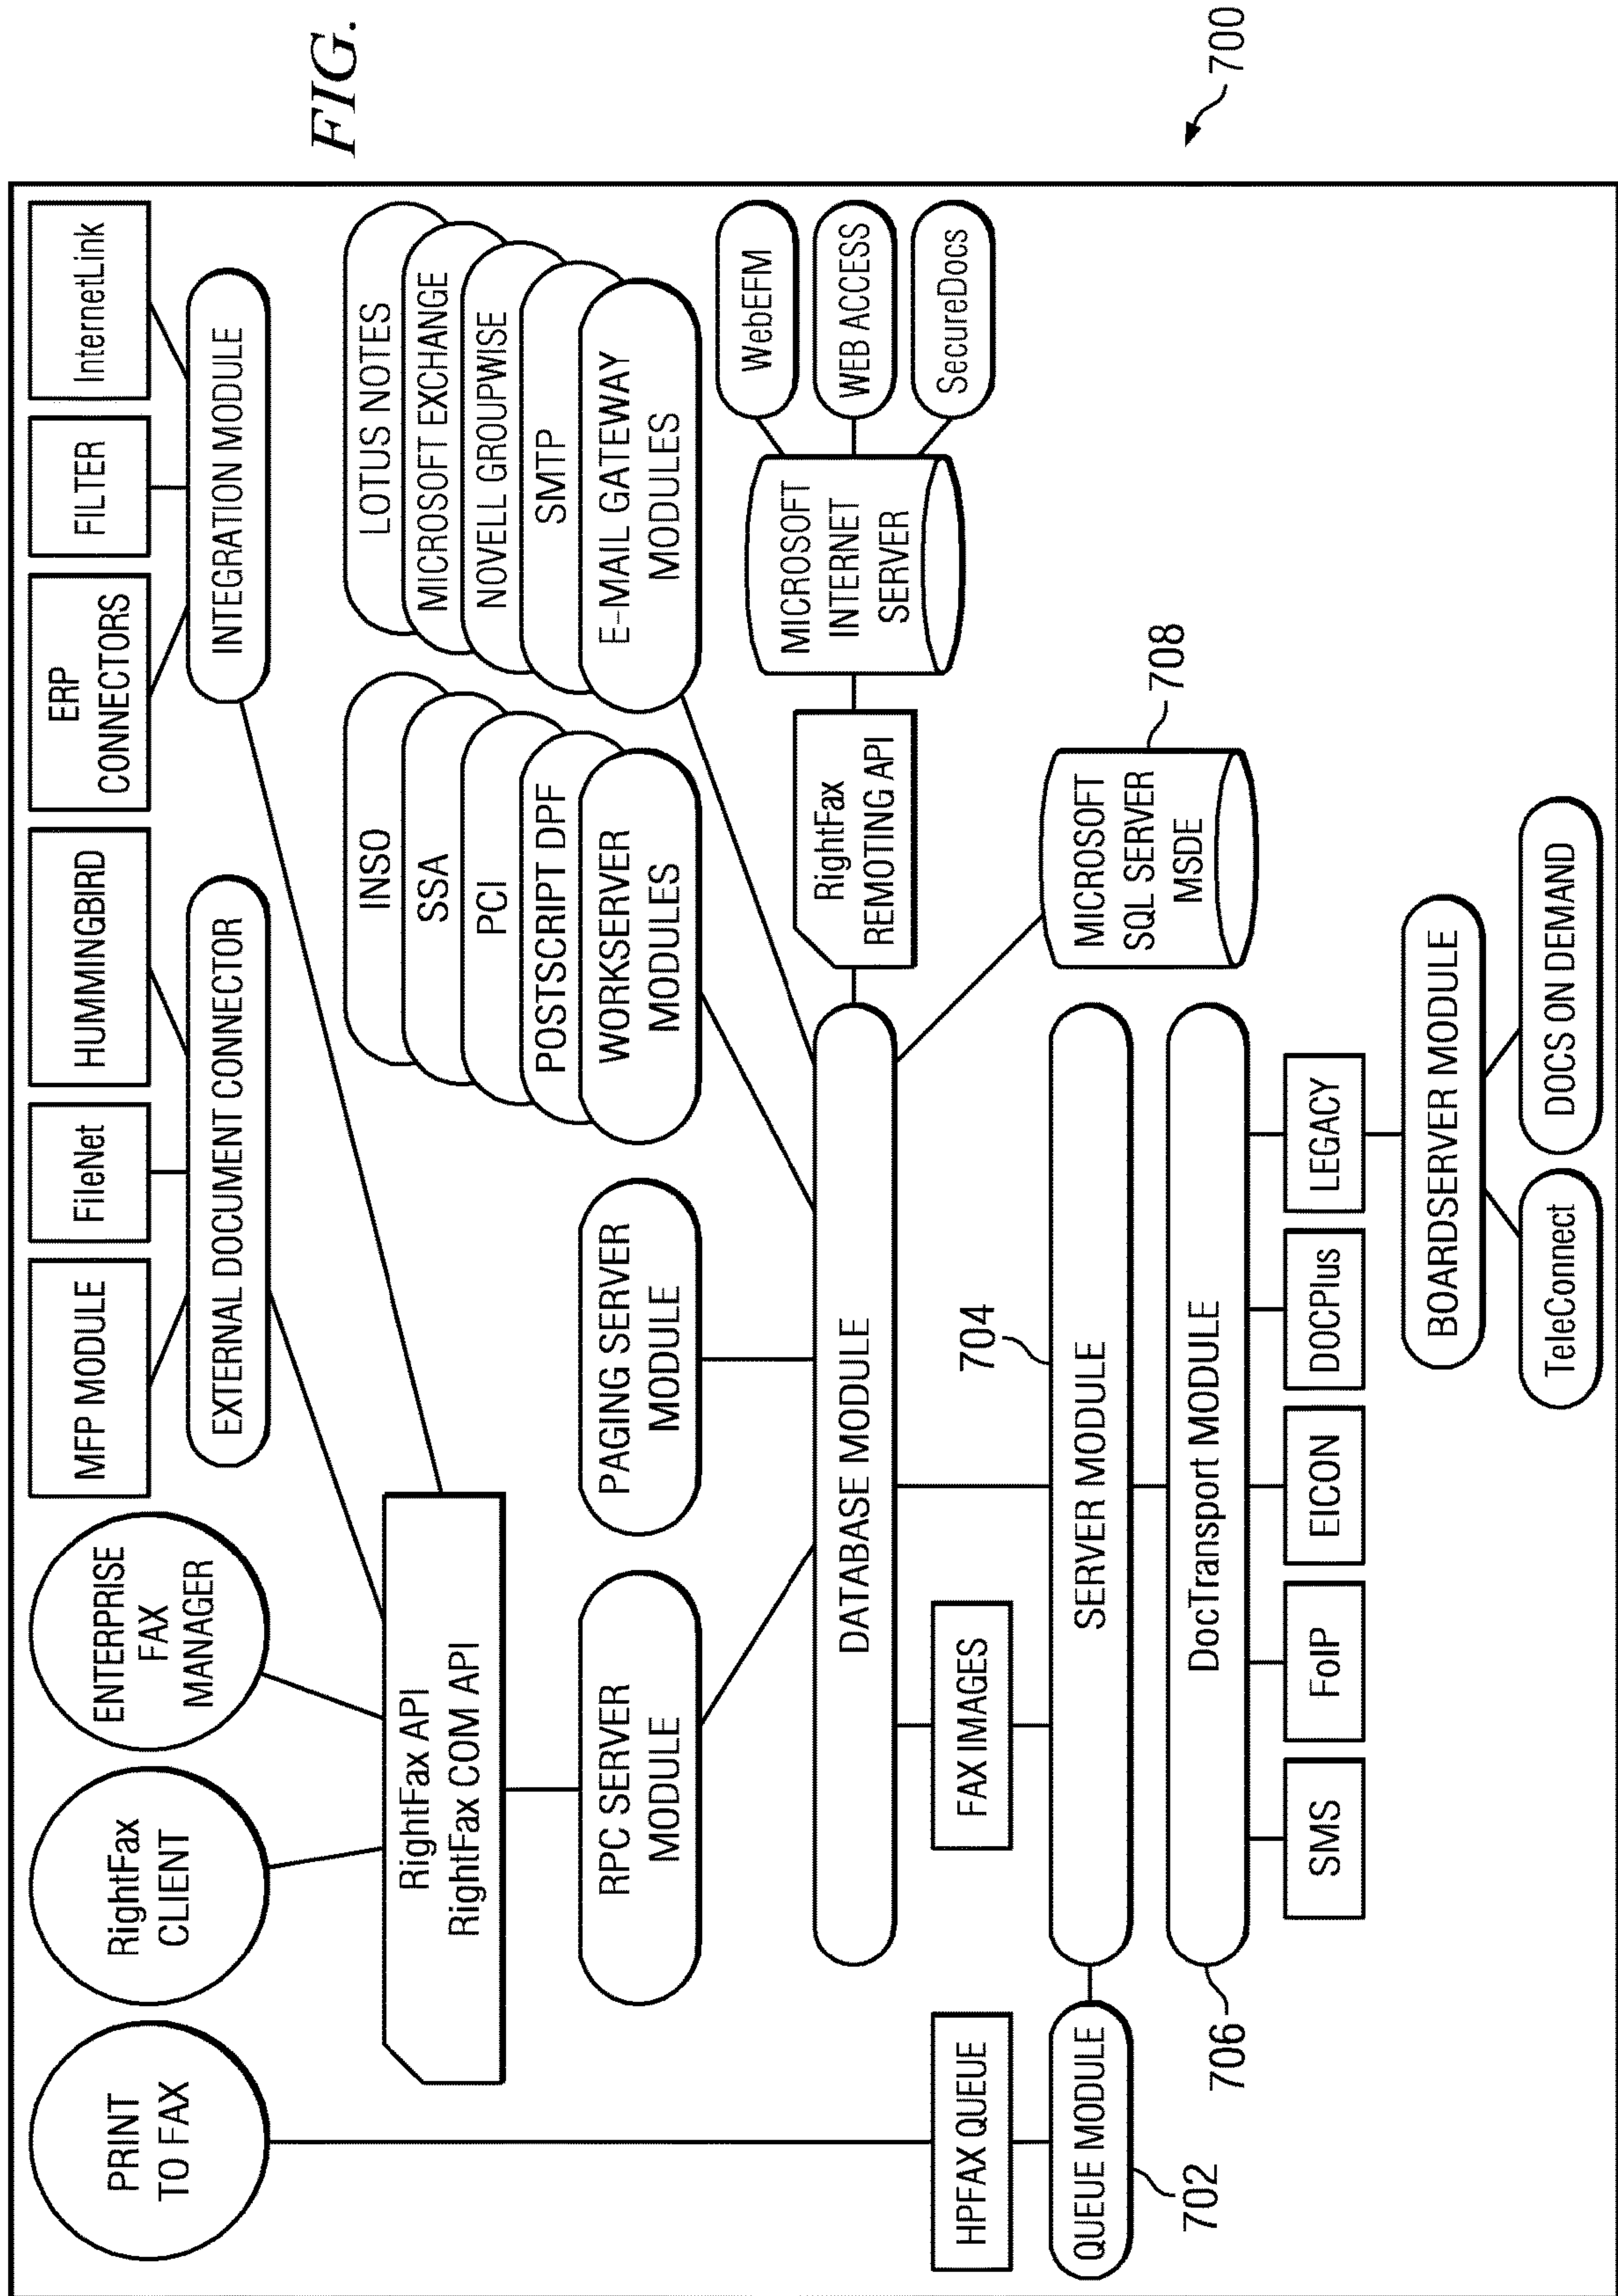 FIG.
700
PRINT
TO FAX
RightFax
CLIENT
ENTERPRISE
FAX
MANAGER
MFP MODULE
FileNet
HUMMINGBIRD
ERP
CONNECTORS
FILTER
InternetLink
EXTERNAL DOCUMENT CONNECTOR
INTEGRATION MODULE
RightFax API
RightFax COM API
INSO
SSA
PCI
POSTSCRIPT DPF
WORKSERVER
MODULES
LOTUS NOTES
MICROSOFT EXCHANGE
NOVELL GROUPWISE
SMTP
E-MAIL GATEWAY
MODULES
RPC SERVER
MODULE
PAGING SERVER
MODULE
DATABASE MODULE
RightFax
REMOTING API
MICROSOFT
INTERNET
SERVER
WebEFM
WEB ACCESS
SecureDocs
HPFAX QUEUE
FAX IMAGES
704
MICROSOFT
SQL SERVER
MSDE
708
QUEUE MODULE
702
SERVER MODULE
706
DocTransport MODULE
SMS
FoIP
EICON
DOCPlus
LEGACY
BOARDSERVER MODULE
TeleConnect
DOCS ON DEMAND